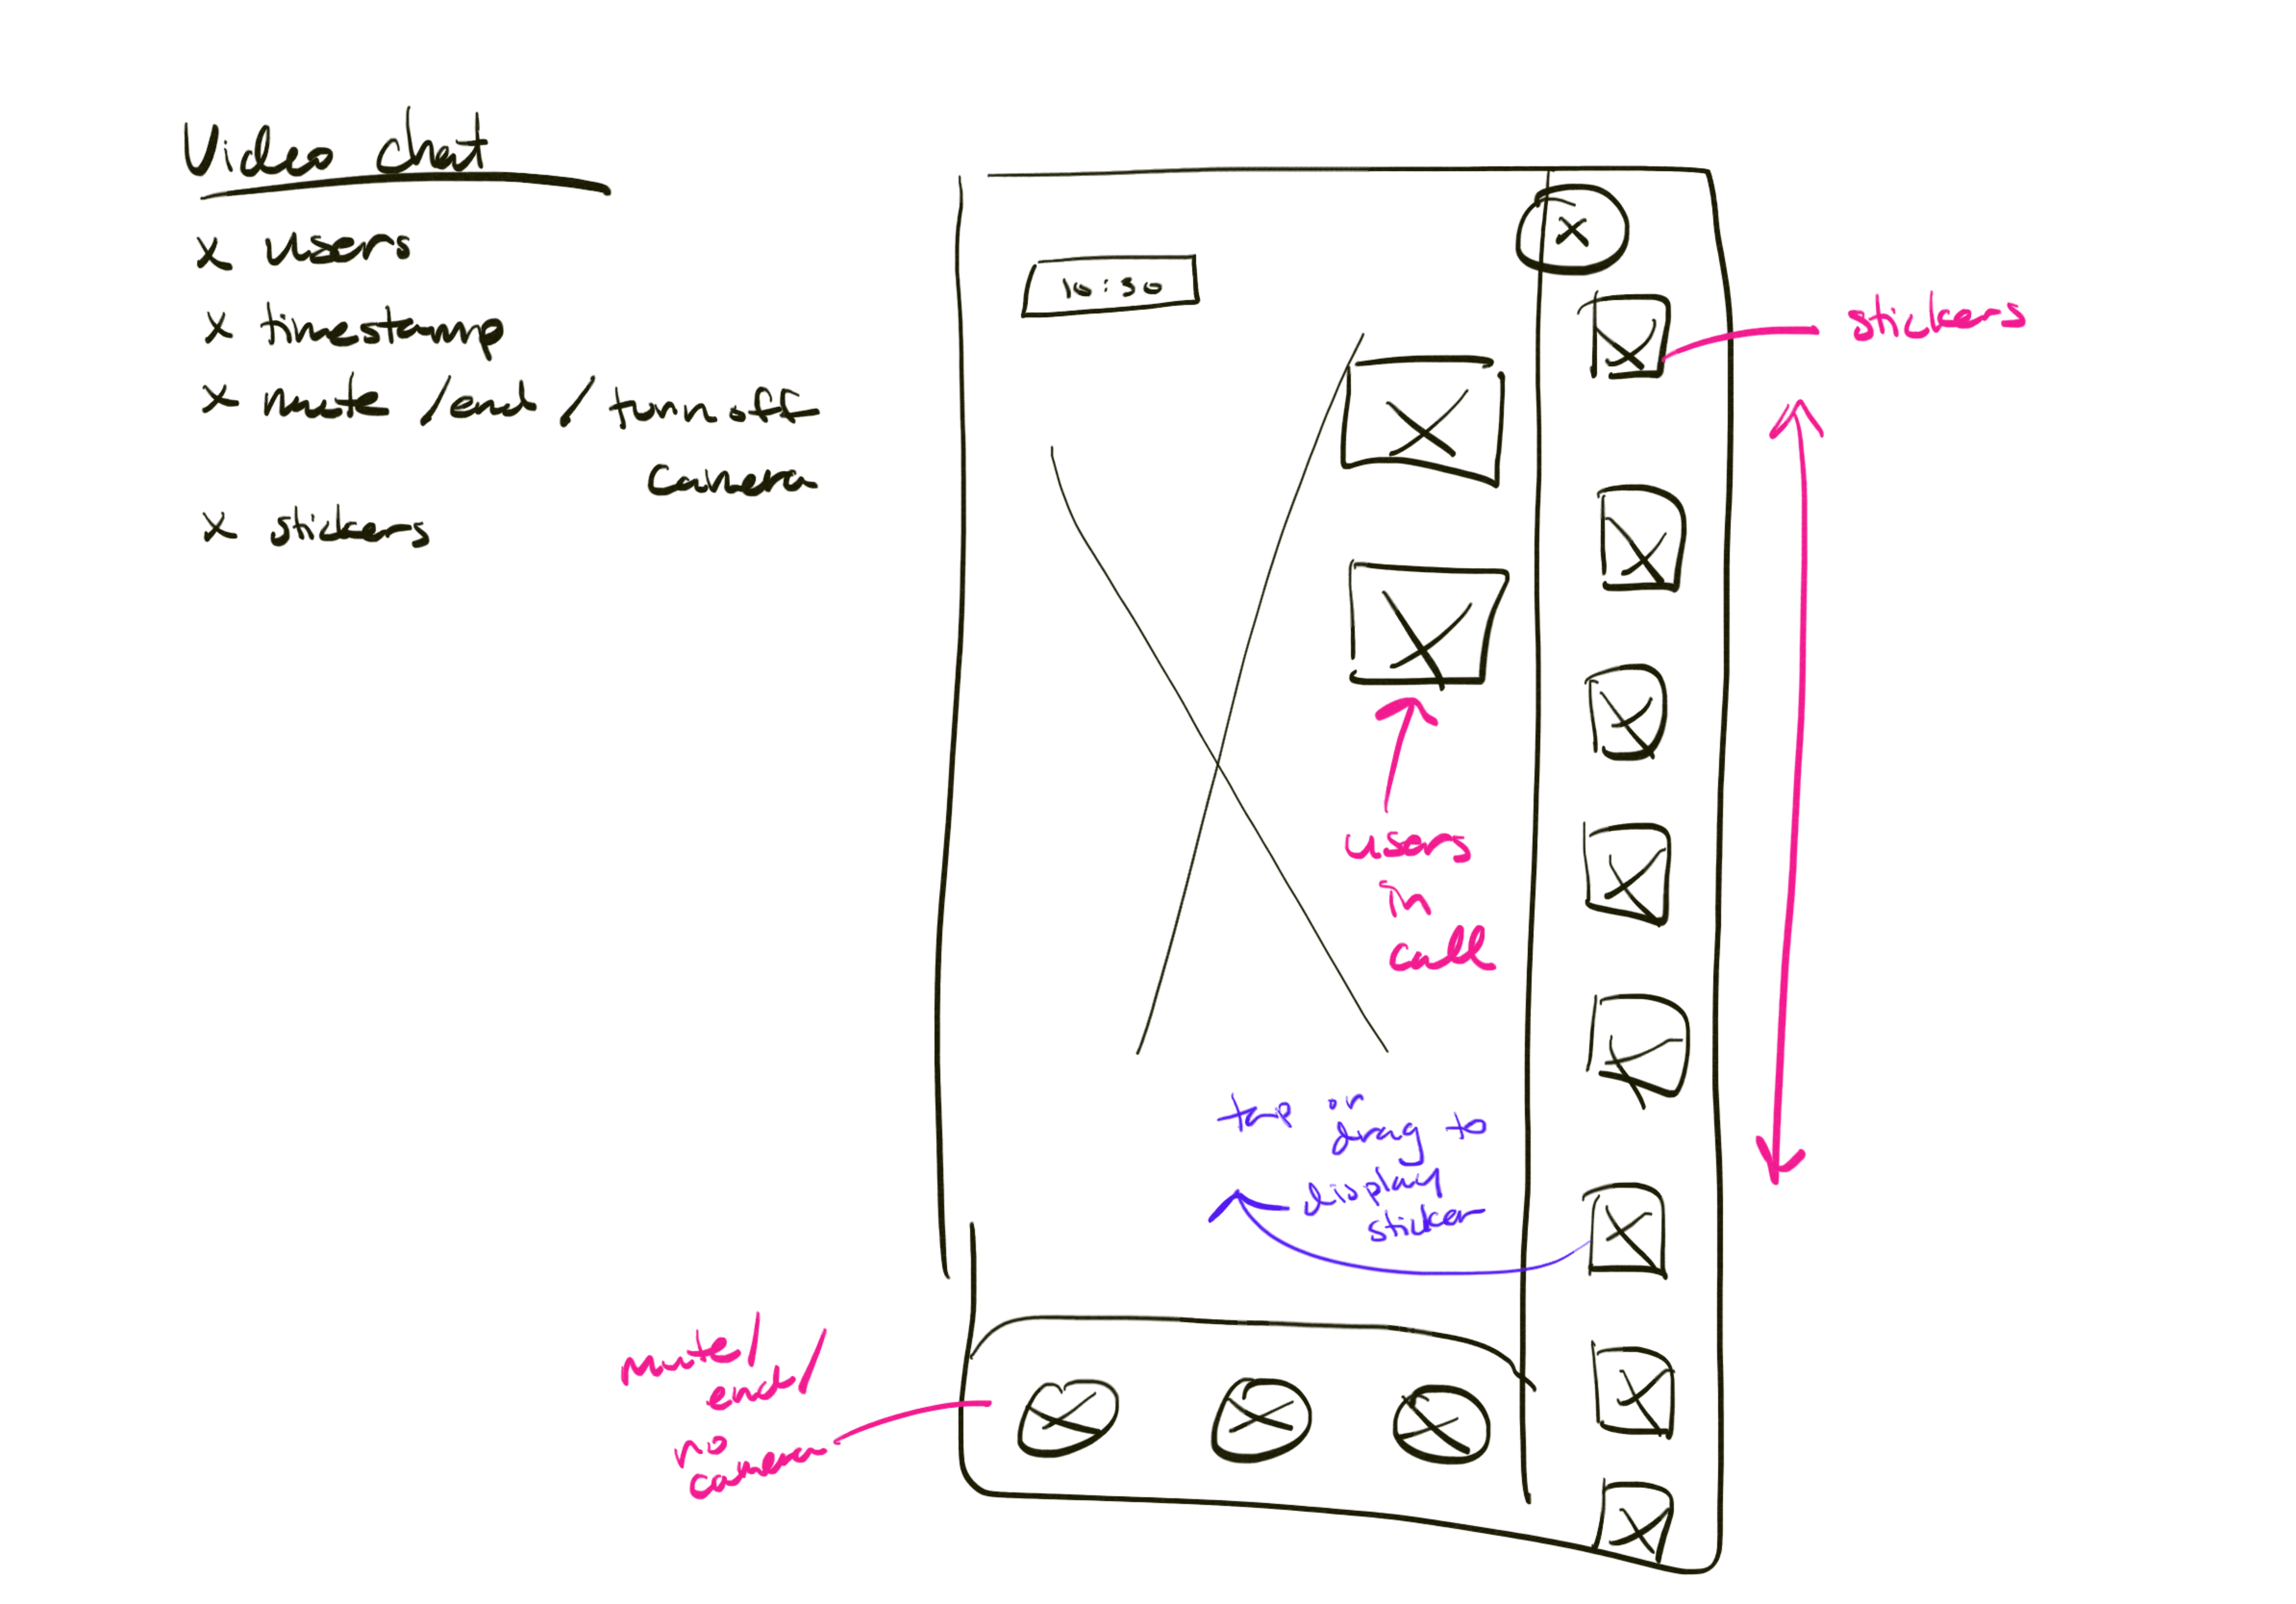 Video chat
x users
x timestamp
x mute / end / turn off
camera
x stickers
10:30
x
stickers
users
in
call
tap or
drag to
display
sticker
mute/
end/
no
camera